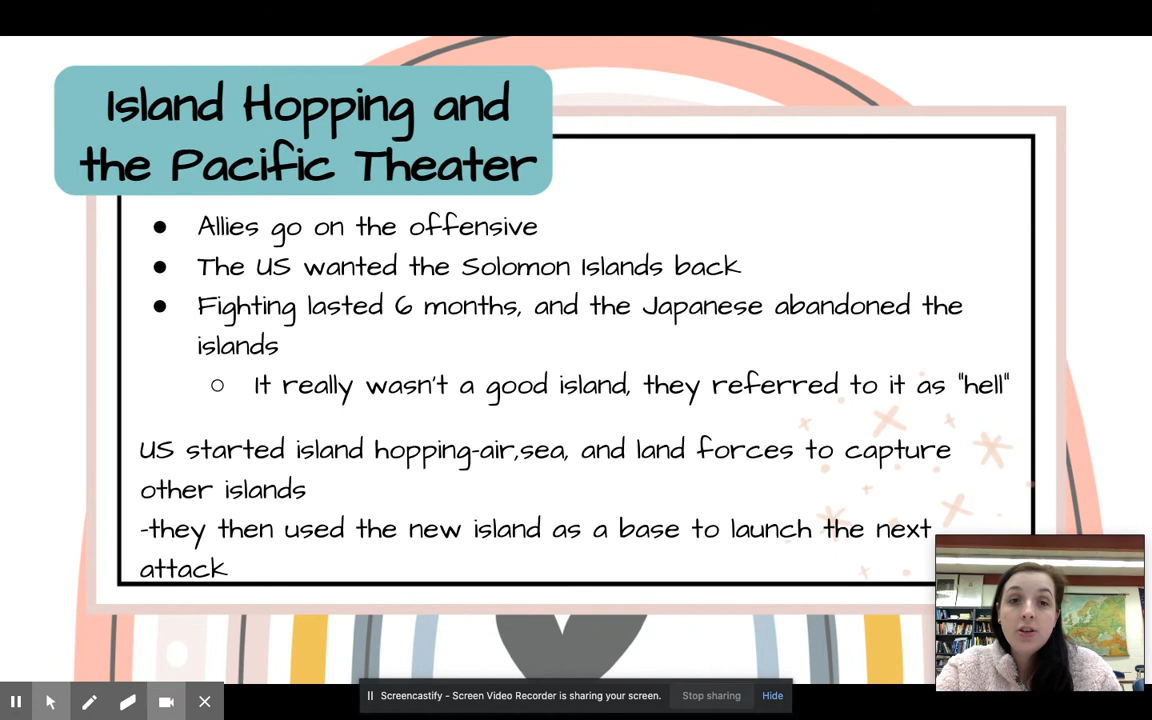 Island Hopping and
the Pacific Theater
● Allies go on the offensive
● The US wanted the Solomon Islands back
● Fighting lasted 6 months, and the Japanese abandoned the
islands
○ It really wasn't a good island, they referred to it as "hell"
US started island hopping-air,sea, and land forces to capture
other islands
-they then used the new island as a base to launch the next
attack
Screencastify - Screen Video Recorder is sharing your screen. Stop sharing Hide